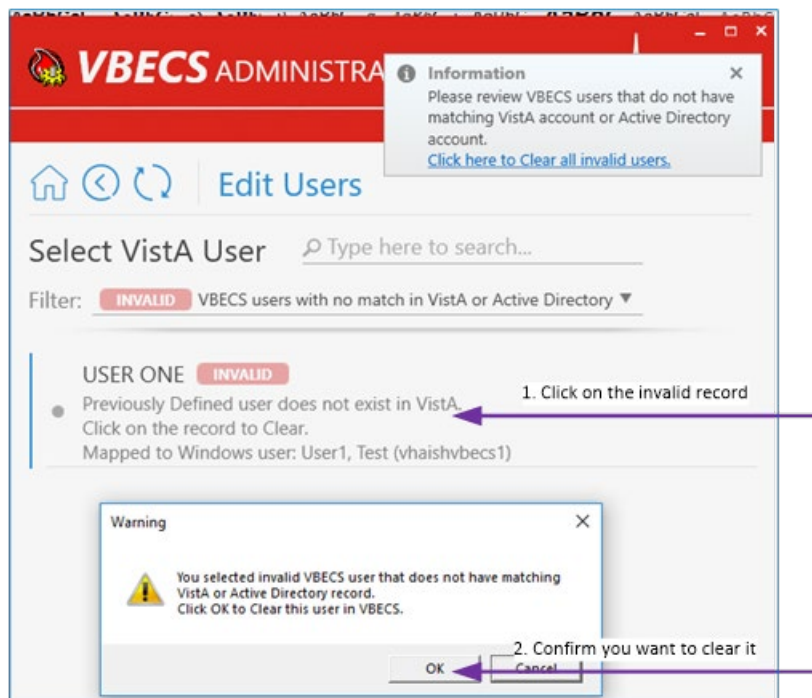 VBECS ADMINISTRA
Information
Please review VBECS users that do not have
matching VistA account or Active Directory
account.
Click here to Clear all invalid users.
Edit Users
Select VistA User
Type here to search...
Filter: INVALID VBECS users with no match in VistA or Active Directory
USER ONE INVALID
Previously Defined user does not exist in VistA.
Click on the record to Clear.
Mapped to Windows user: User1, Test (vhaishvbecs1)
1. Click on the invalid record
Warning
You selected invalid VBECS user that does not have matching
VistA or Active Directory record.
Click OK to Clear this user in VBECS.
2. Confirm you want to clear it
OK Cancel